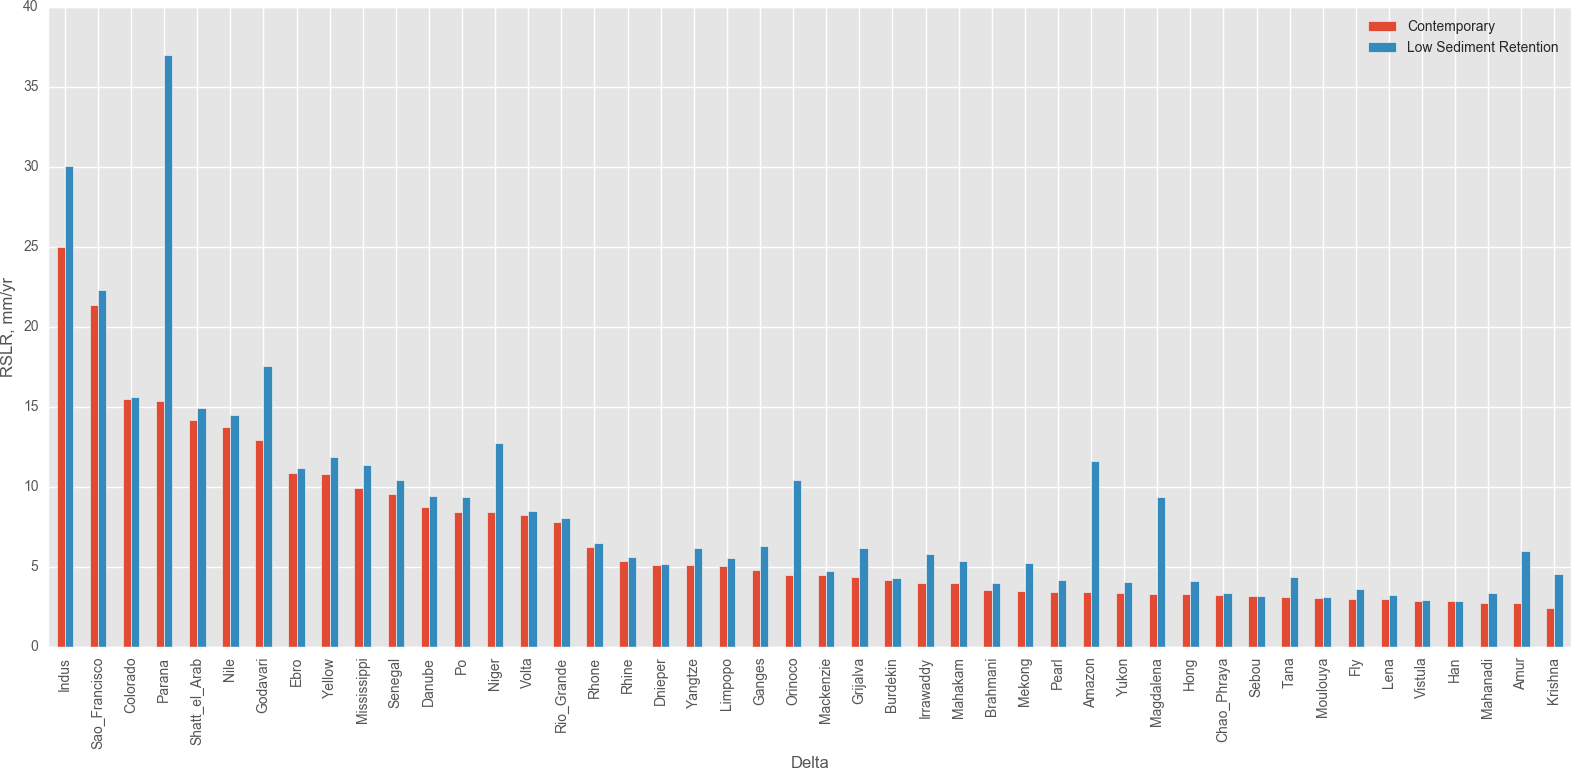 40
35
30
25
20
15
10
5
0
RSLR, mm/yr
Contemporary
Low Sediment Retention
Indus
Sao_Francisco
Colorado
Parana
Shatt_el_Arab
Nile
Godavari
Ebro
Yellow
Mississippi
Senegal
Danube
Po
Niger
Volta
Rio_Grande
Rhone
Rhine
Dnieper
Yangtze
Limpopo
Ganges
Orinoco
Mackenzie
Grijalva
Burdekin
Irrawaddy
Mahakam
Brahmani
Mekong
Pearl
Amazon
Yukon
Magdalena
Hong
Chao_Phraya
Sebou
Tana
Moulouya
Fly
Lena
Vistula
Han
Mahanadi
Amur
Krishna
Delta